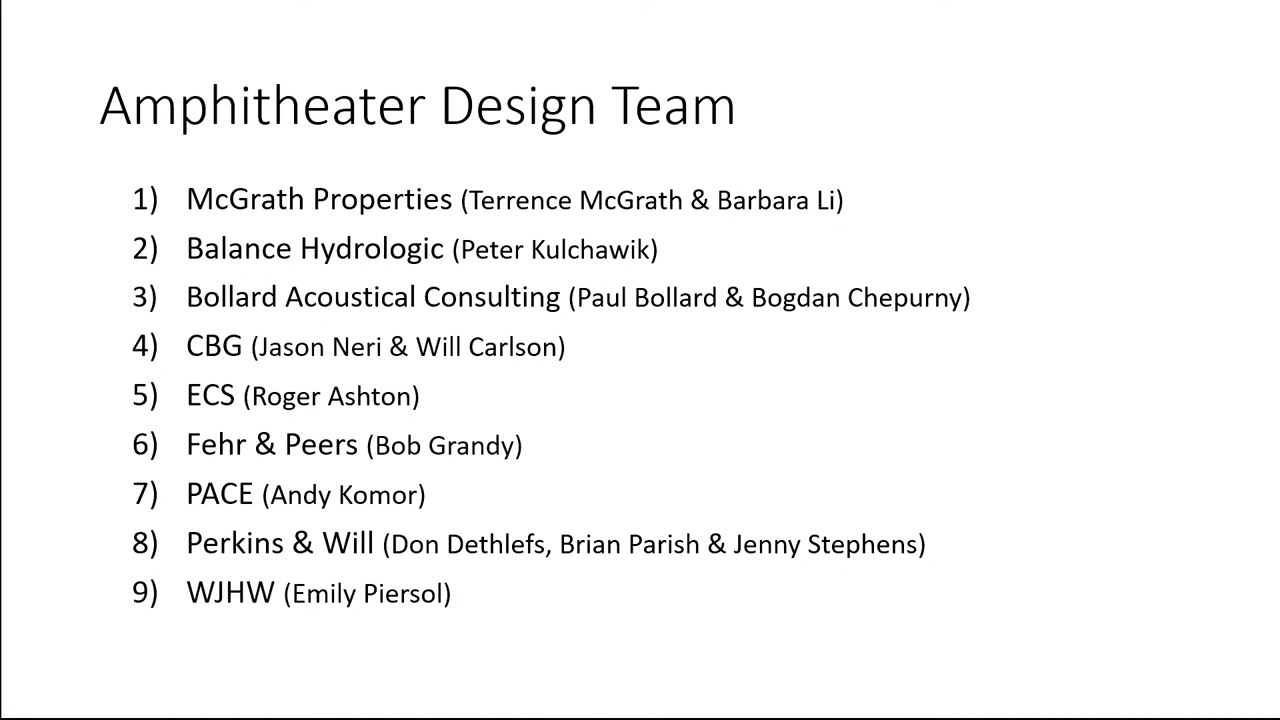 Amphitheater Design Team
1) McGrath Properties (Terrence McGrath & Barbara Li)
2) Balance Hydrologic (Peter Kulchawik)
3) Bollard Acoustical Consulting (Paul Bollard & Bogdan Chepurny)
4) CBG (Jason Neri & Will Carlson)
5) ECS (Roger Ashton)
6) Fehr & Peers (Bob Grandy)
7) PACE (Andy Komor)
8) Perkins & Will (Don Dethlefs, Brian Parish & Jenny Stephens)
9) WJHW (Emily Piersol)